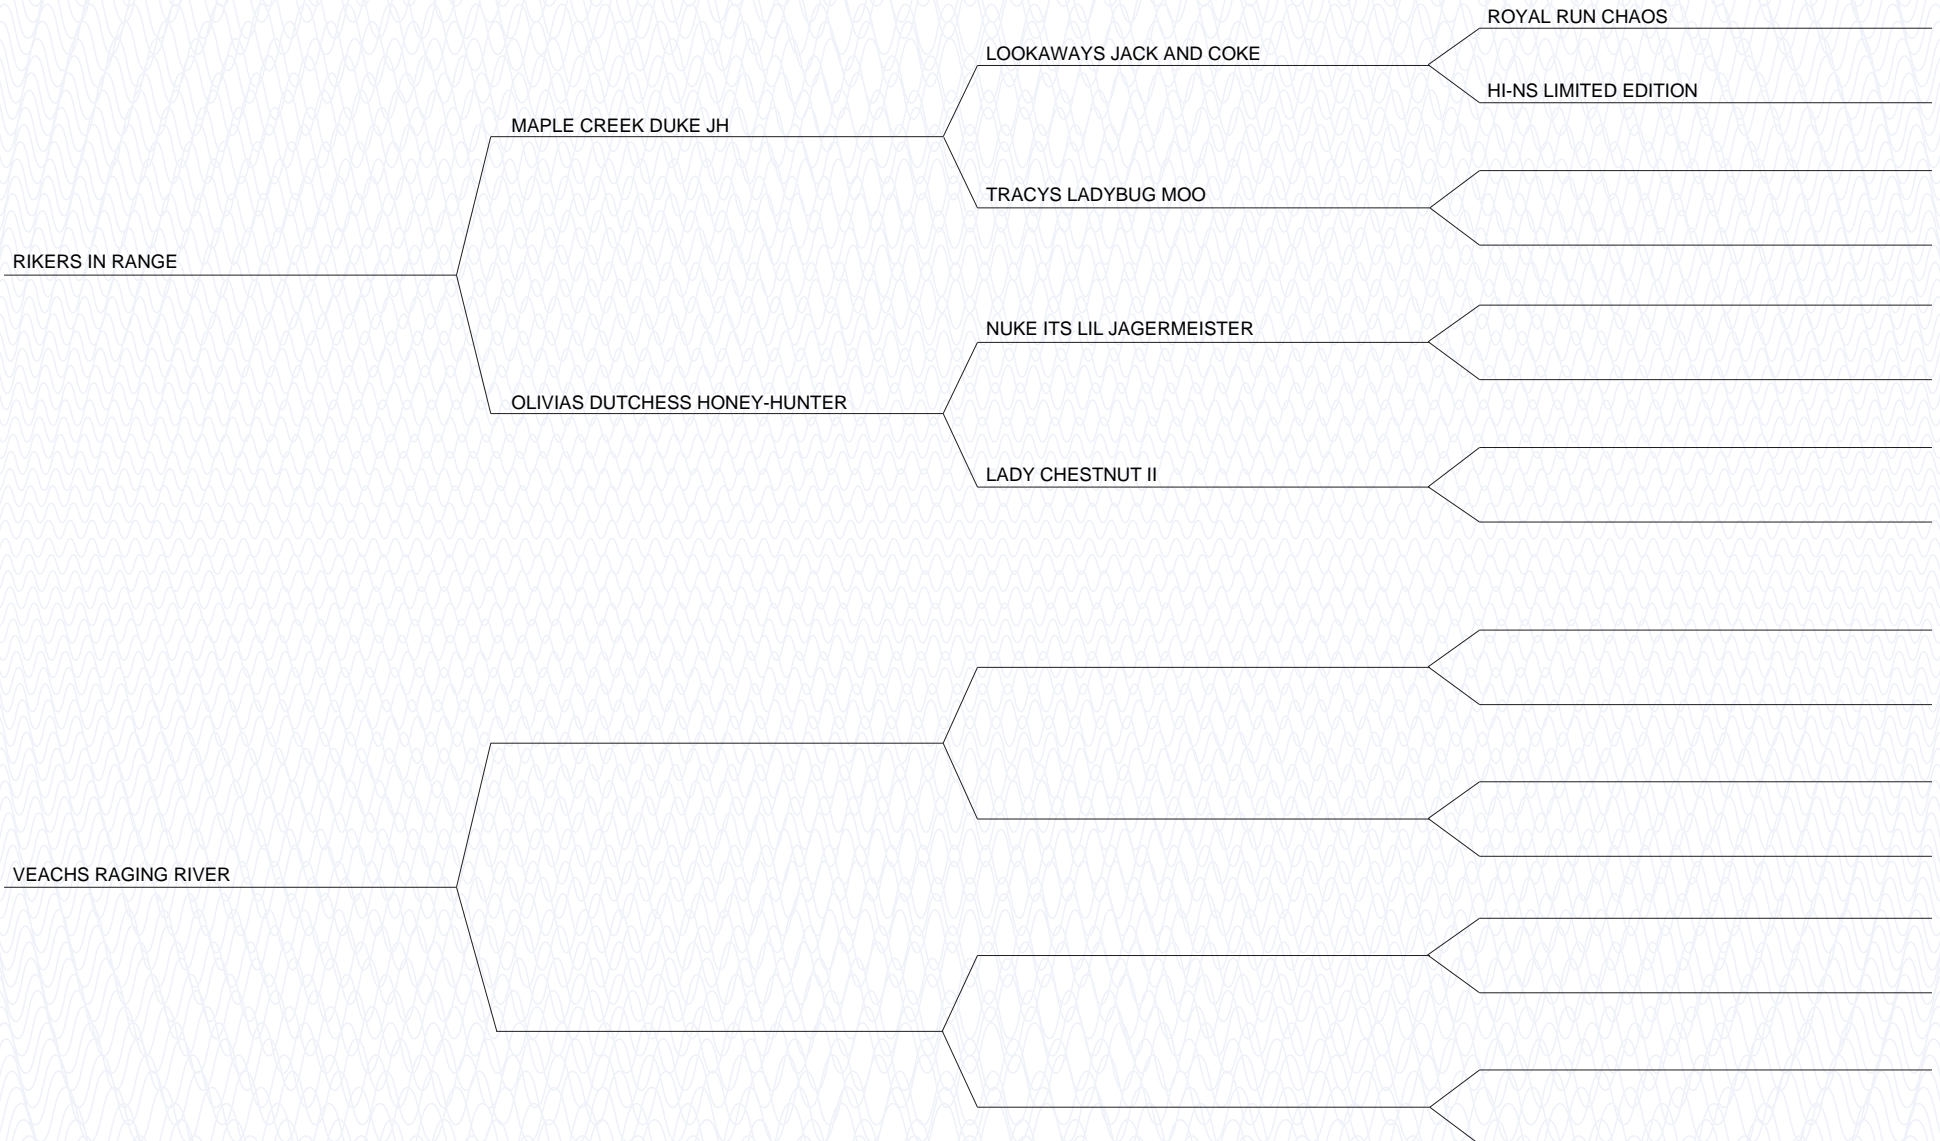 ROYAL RUN CHAOS
LOOKAWAYS JACK AND COKE
HI-NS LIMITED EDITION
MAPLE CREEK DUKE JH
TRACYS LADYBUG MOO
RIKERS IN RANGE
NUKE ITS LIL JAGERMEISTER
OLIVIAS DUTCHESS HONEY-HUNTER
LADY CHESTNUT II
VEACHS RAGING RIVER